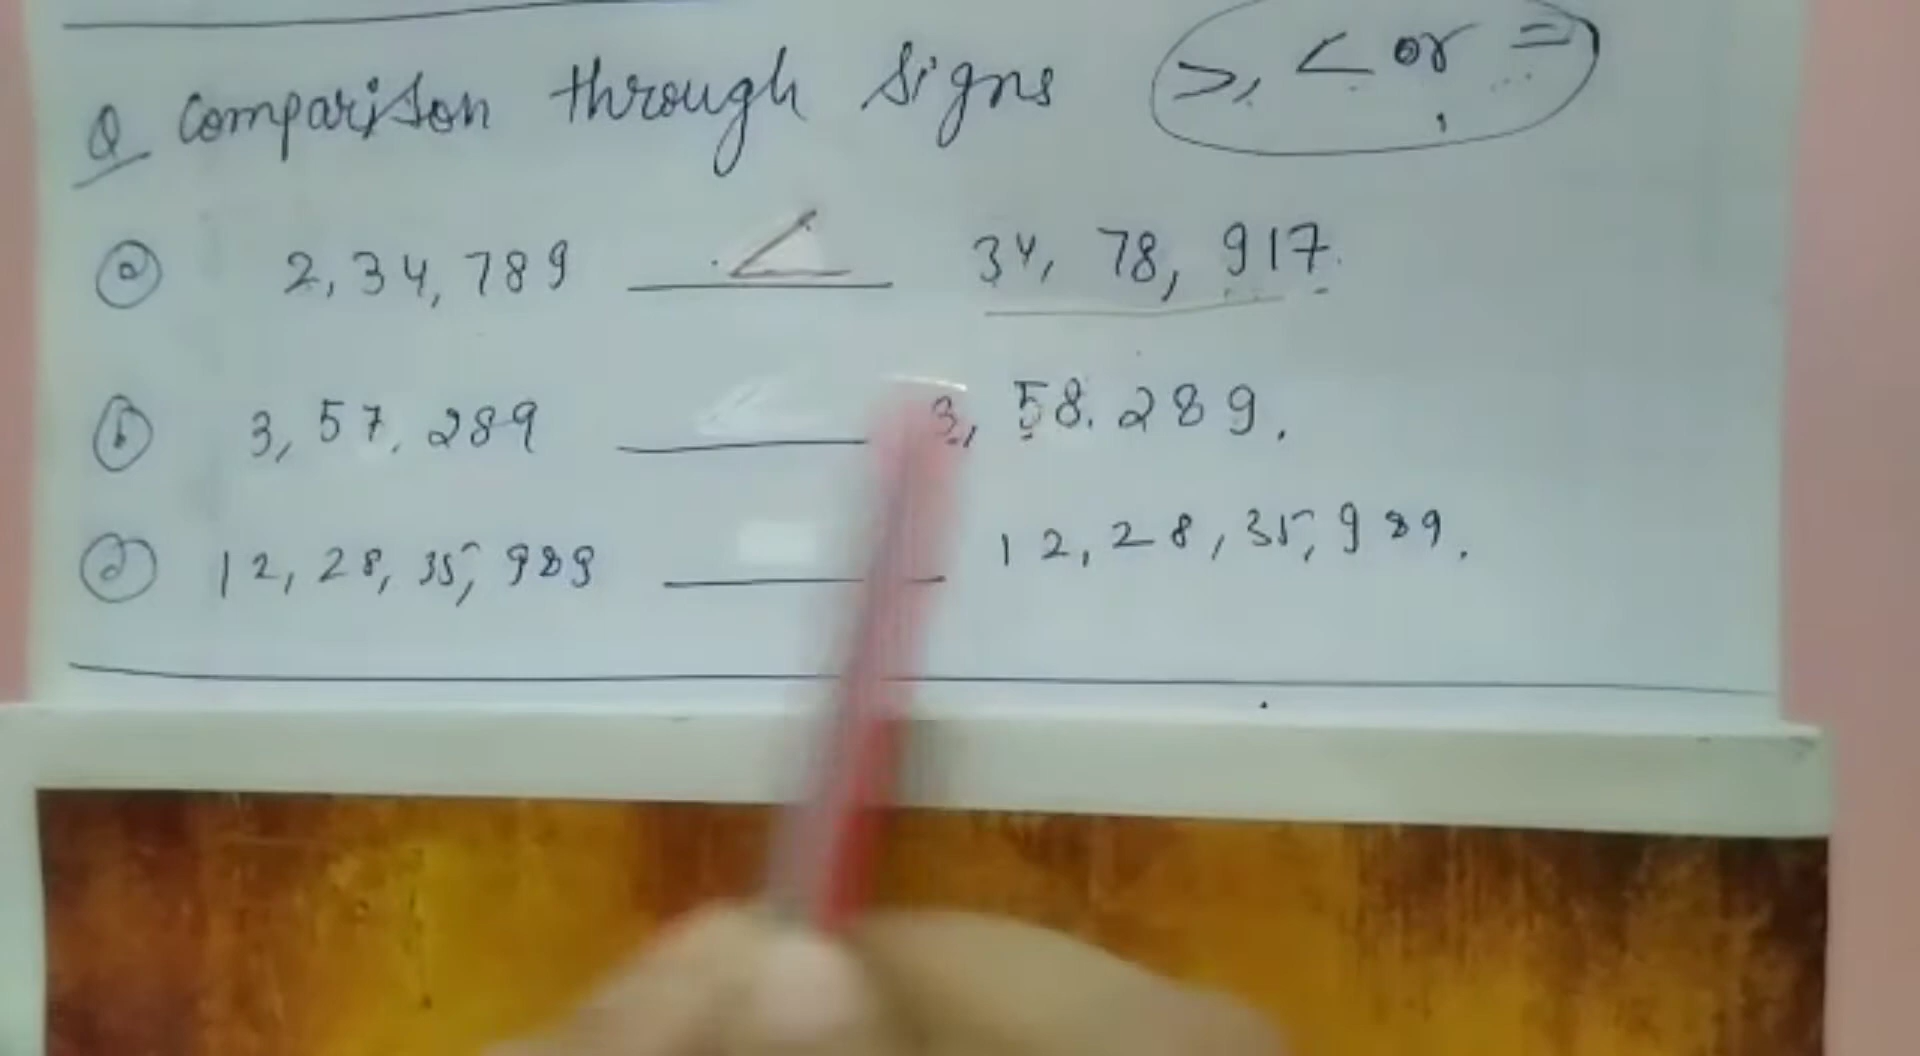 Q Comparison through signs >, < or =
a 2,34,789 < 34, 78, 917.
b 3, 57, 289 3, 58. 289.
12, 28, 35, 989 12, 28, 35, 989.